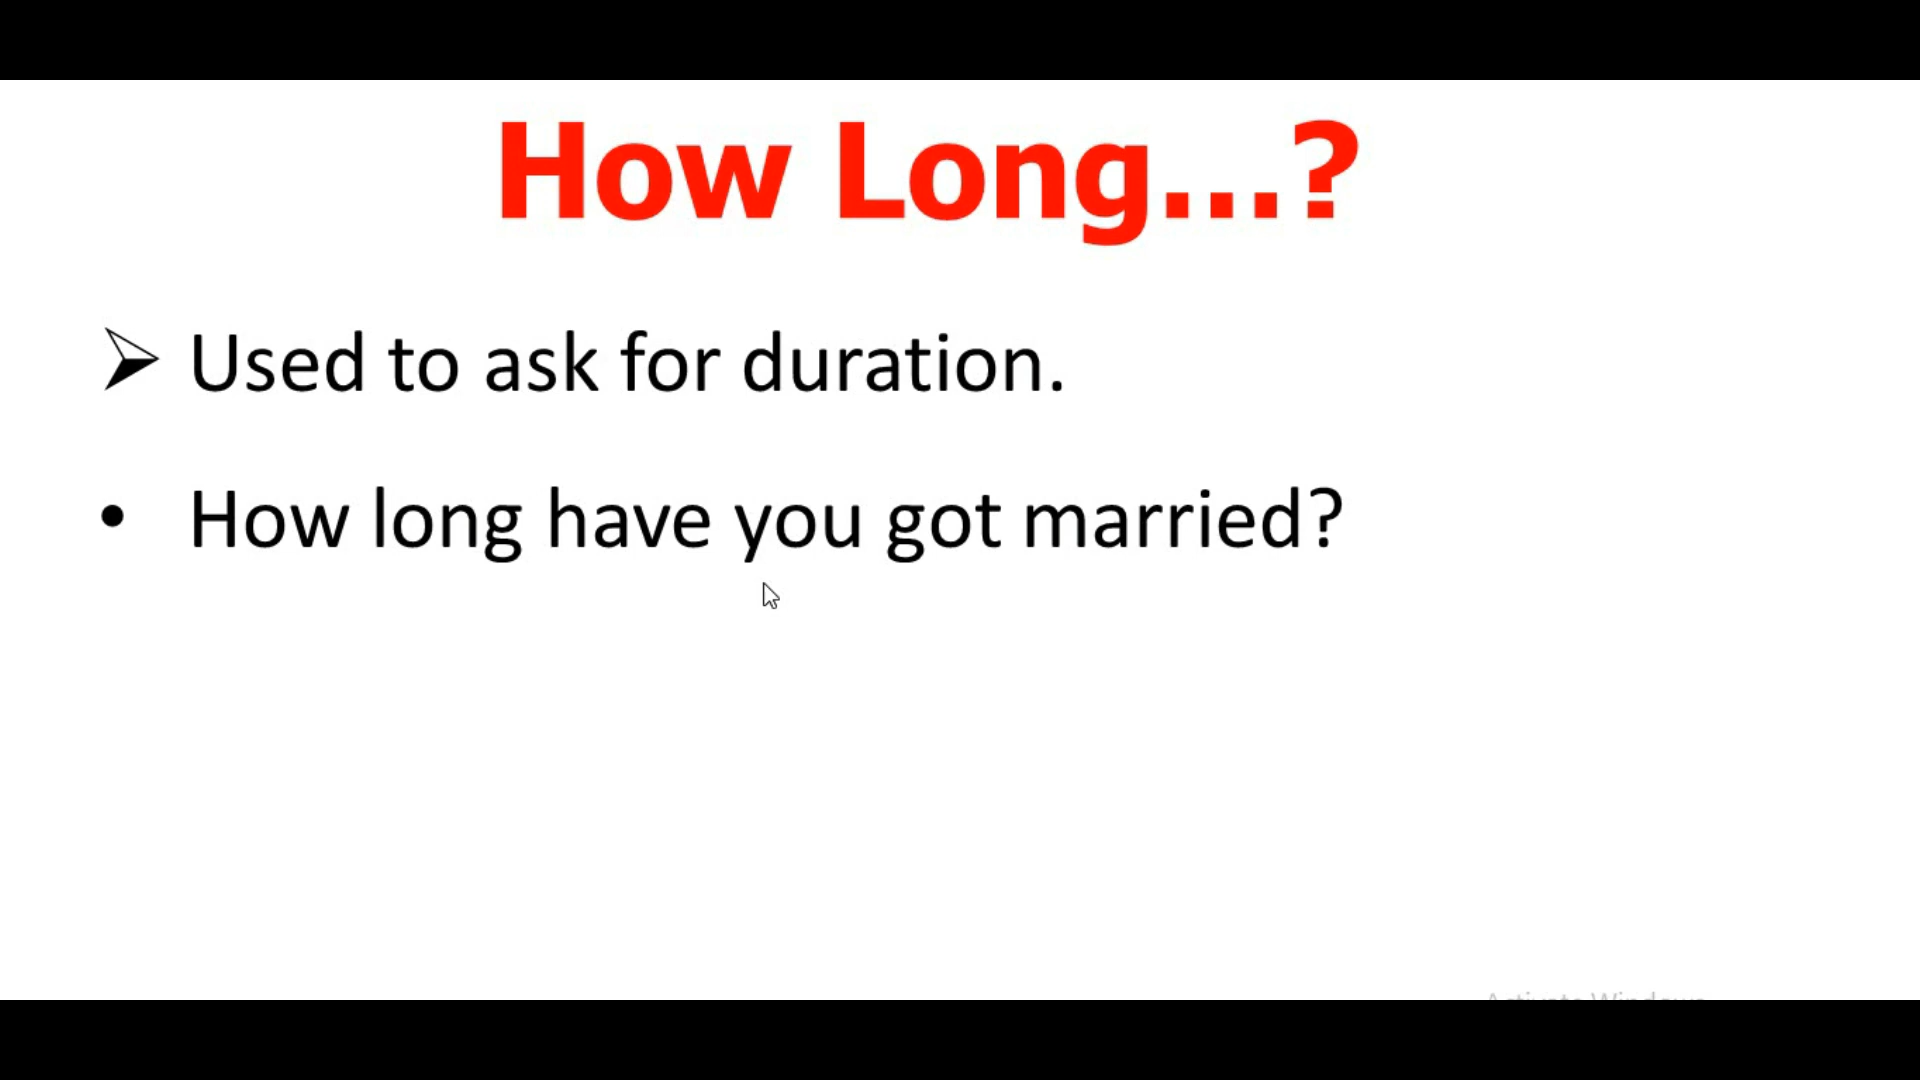 How Long...?
➢ Used to ask for duration.
• How long have you got married?